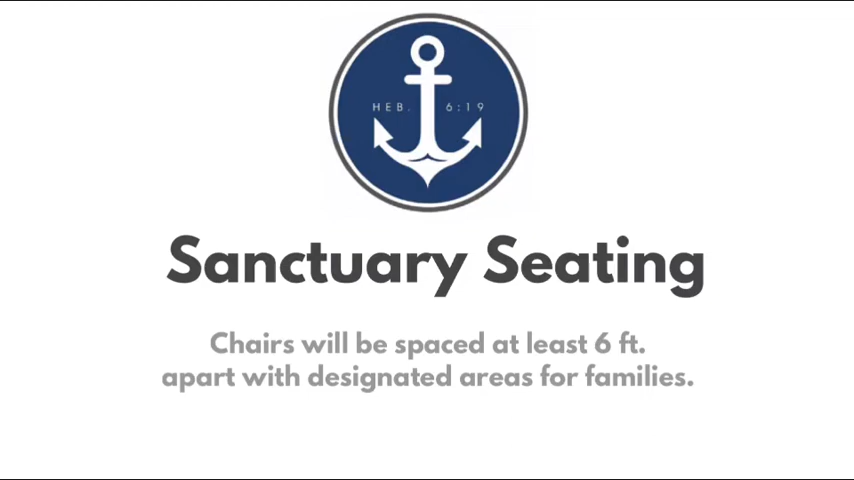 HEB. 6:19
Sanctuary Seating
Chairs will be spaced at least 6 ft.
apart with designated areas for families.